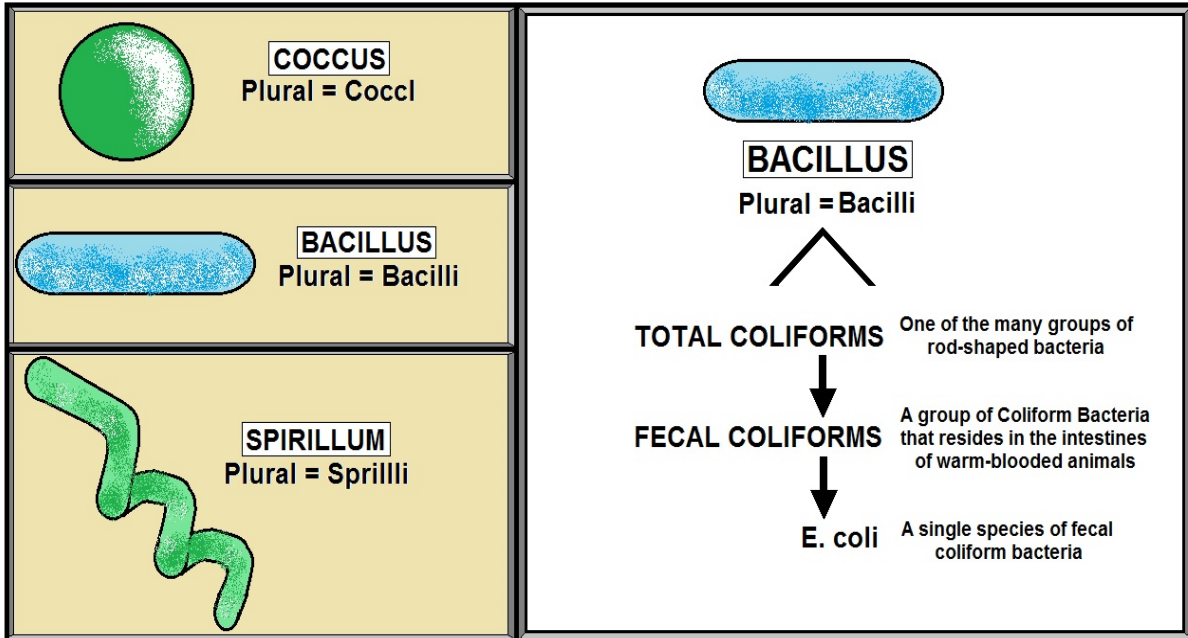 COCCUS
Plural = CoccI
BACILLUS
Plural = Bacilli
SPIRILLUM
Plural = Sprillli
BACILLUS
Plural = Bacilli
TOTAL COLIFORMS
One of the many groups of
rod-shaped bacteria
FECAL COLIFORMS
A group of Coliform Bacteria
that resides in the intestines
of warm-blooded animals
E. coli
A single species of fecal
coliform bacteria